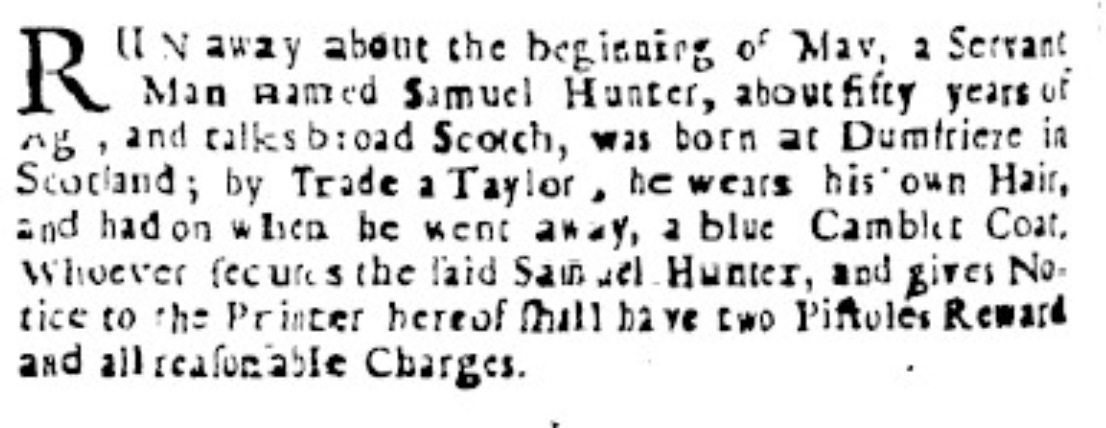 RUN away about the beginning of May, a Servant
Man named Samuel Hunter, about fifty years of
Age, and talks broad Scotch, was born at Dumfrieze in
Scotland; by Trade a Taylor, he wears his own Hair,
and had on when he went away, a blue Camblet Coat.
Whoever ſecures the ſaid Samuel Hunter, and gives No-
tice to the Printer hereof ſhall have two Piſtoles Reward
and all reaſonable Charges.